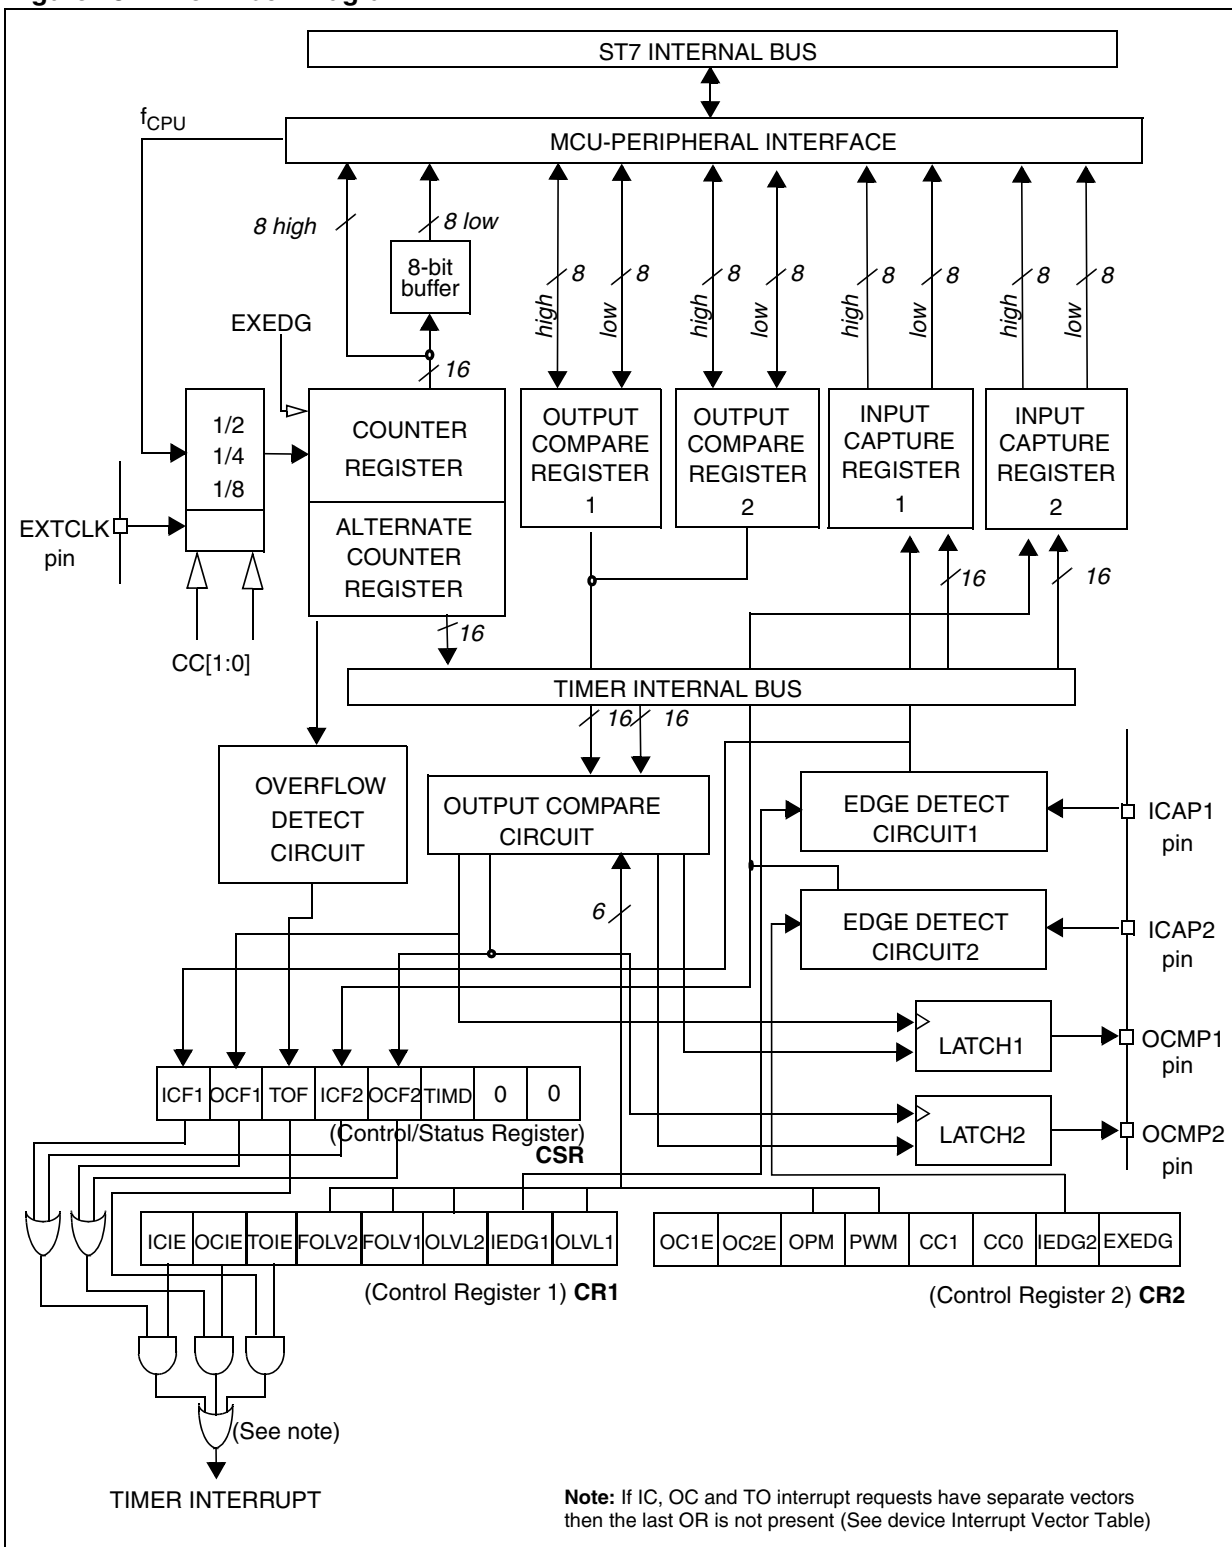 ST7 INTERNAL BUS
fCPU
MCU-PERIPHERAL INTERFACE
8 high
8 low
8-bit
buffer
EXEDG
16
high
8
low
8
high
8
low
8
high
8
low
8
high
8
low
8
1/2
1/4
1/8
COUNTER
REGISTER
ALTERNATE
COUNTER
REGISTER
OUTPUT
COMPARE
REGISTER
1
OUTPUT
COMPARE
REGISTER
2
INPUT
CAPTURE
REGISTER
1
INPUT
CAPTURE
REGISTER
2
EXTCLK
pin
CC[1:0]
16
16
16
TIMER INTERNAL BUS
16
16
OVERFLOW
DETECT
CIRCUIT
OUTPUT COMPARE
CIRCUIT
EDGE DETECT
CIRCUIT1
ICAP1
pin
6
EDGE DETECT
CIRCUIT2
ICAP2
pin
LATCH1
OCMP1
pin
LATCH2
OCMP2
pin
ICF1 OCF1 TOF ICF2 OCF2 TIMD 0 0
(Control/Status Register)
CSR
ICIE OCIE TOIE FOLV2 FOLV1 OLVL2 IEDG1 OLVL1
(Control Register 1) CR1
OC1E OC2E OPM PWM CC1 CC0 IEDG2 EXEDG
(Control Register 2) CR2
(See note)
TIMER INTERRUPT
Note: If IC, OC and TO interrupt requests have separate vectors
then the last OR is not present (See device Interrupt Vector Table)